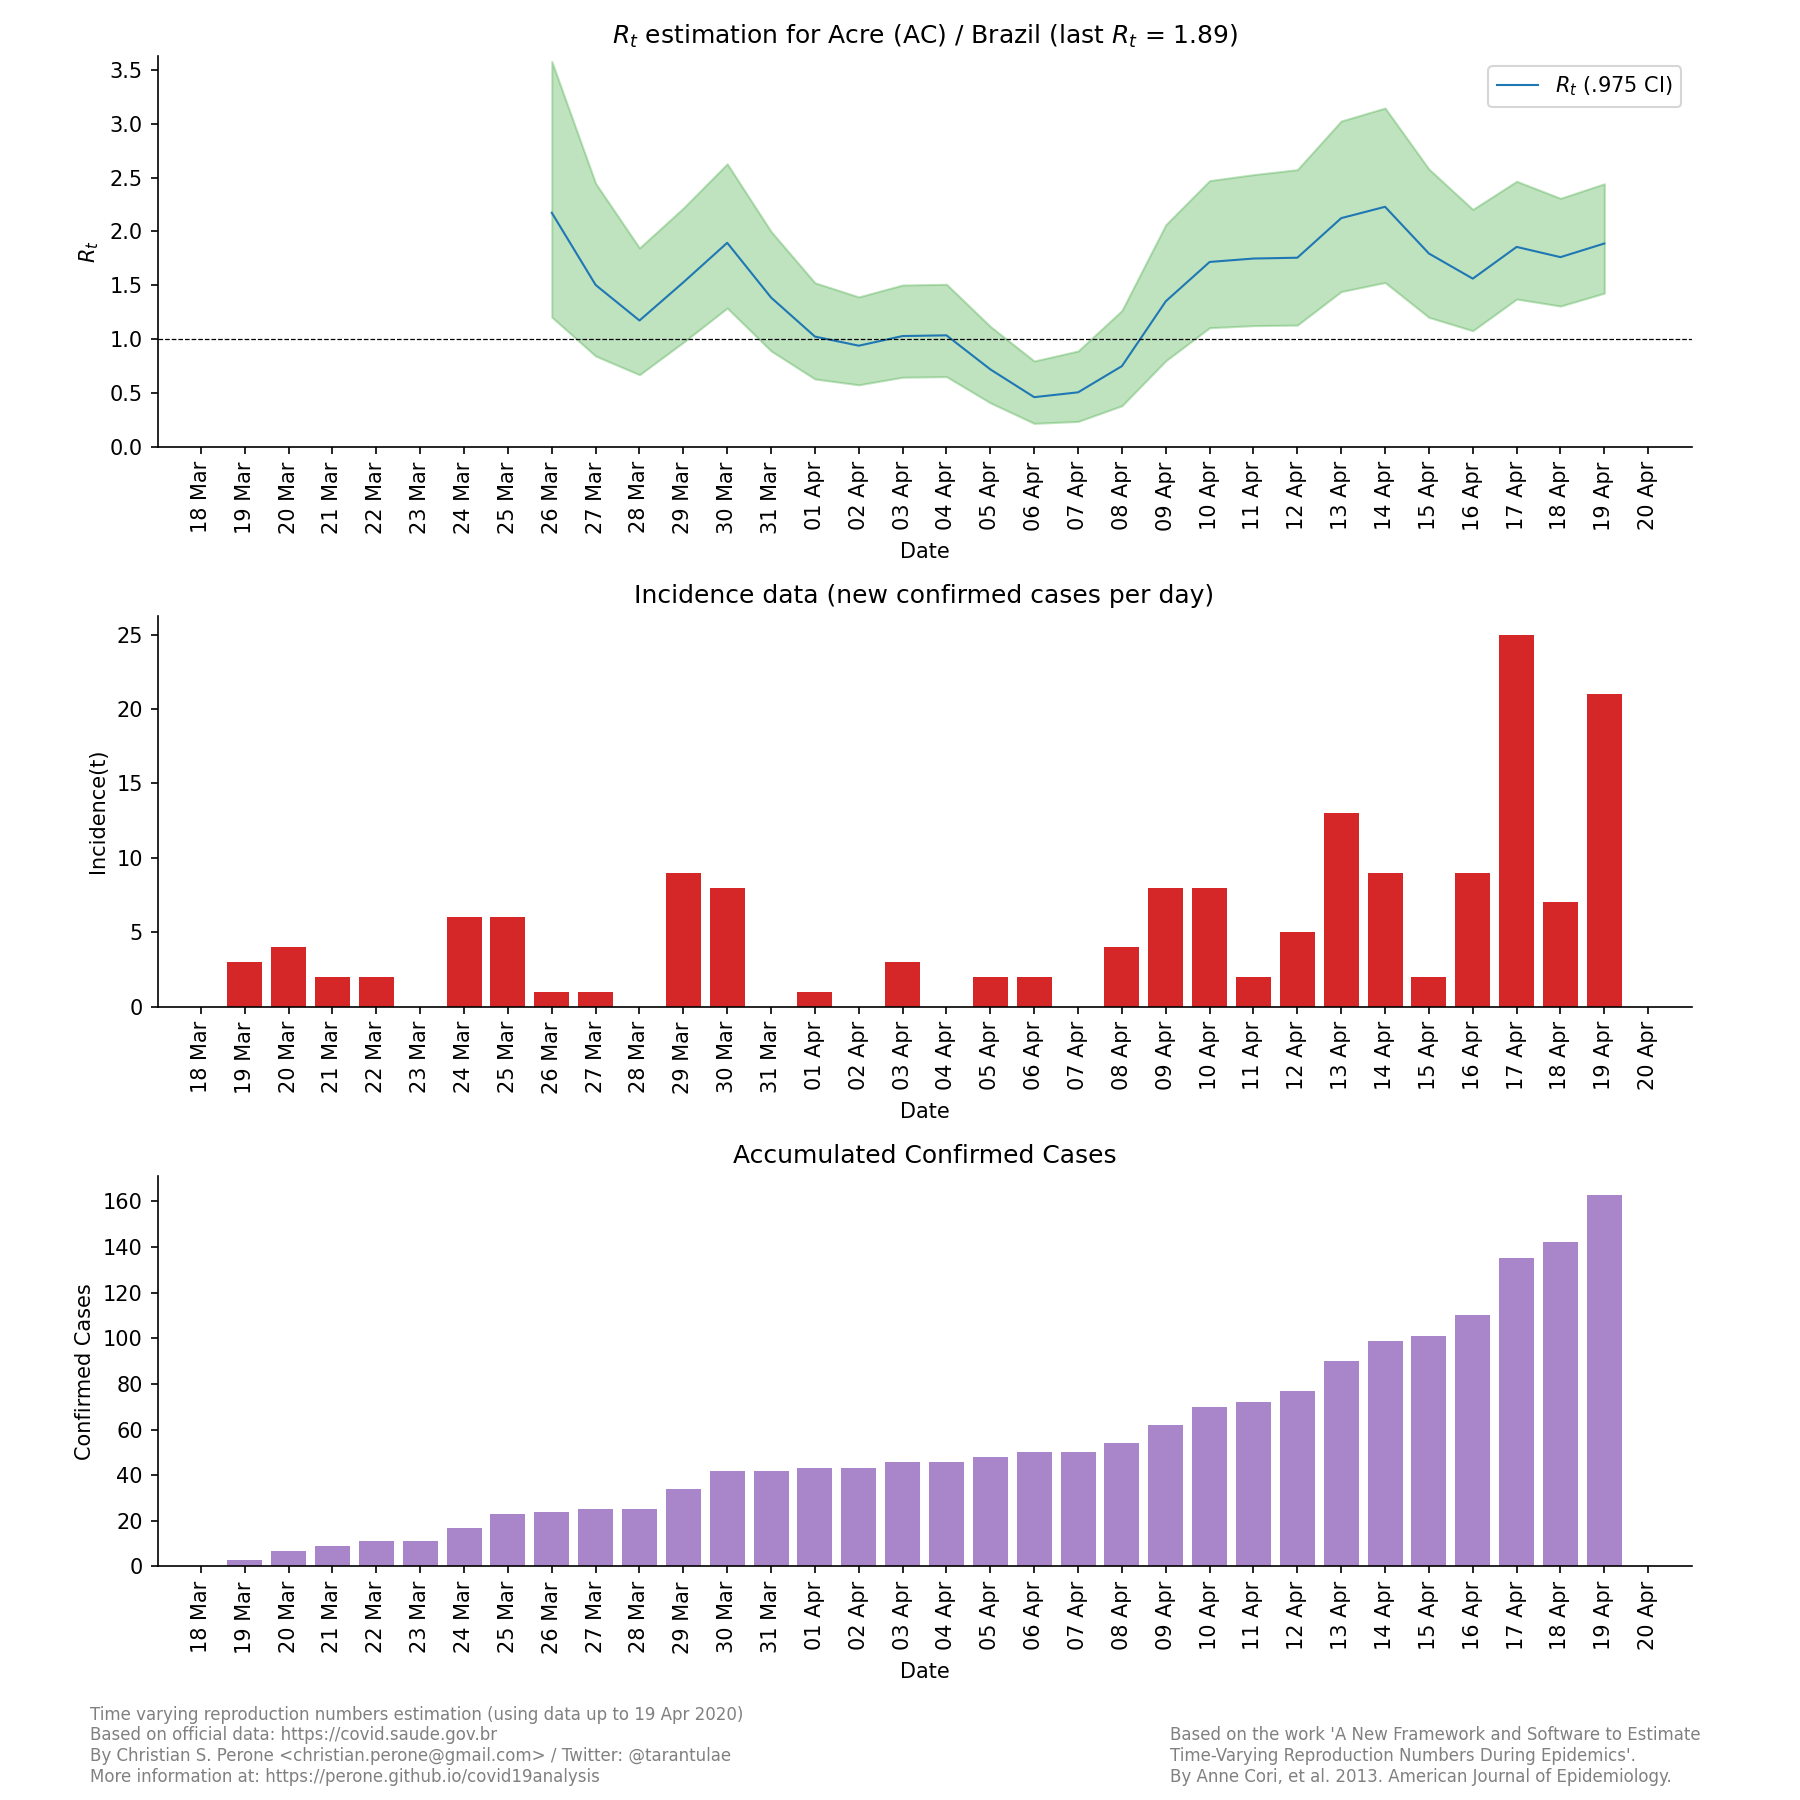 Rt estimation for Acre (AC) / Brazil (last Rt = 1.89)
Rt (.975 CI)
Rt
3.5
3.0
2.5
2.0
1.5
1.0
0.5
0.0
18 Mar
19 Mar
20 Mar
21 Mar
22 Mar
23 Mar
24 Mar
25 Mar
26 Mar
27 Mar
28 Mar
29 Mar
30 Mar
31 Mar
01 Apr
02 Apr
03 Apr
04 Apr
05 Apr
06 Apr
07 Apr
08 Apr
09 Apr
10 Apr
11 Apr
12 Apr
13 Apr
14 Apr
15 Apr
16 Apr
17 Apr
18 Apr
19 Apr
20 Apr
Date
Incidence data (new confirmed cases per day)
Incidence(t)
25
20
15
10
5
0
18 Mar
19 Mar
20 Mar
21 Mar
22 Mar
23 Mar
24 Mar
25 Mar
26 Mar
27 Mar
28 Mar
29 Mar
30 Mar
31 Mar
01 Apr
02 Apr
03 Apr
04 Apr
05 Apr
06 Apr
07 Apr
08 Apr
09 Apr
10 Apr
11 Apr
12 Apr
13 Apr
14 Apr
15 Apr
16 Apr
17 Apr
18 Apr
19 Apr
20 Apr
Date
Accumulated Confirmed Cases
Confirmed Cases
160
140
120
100
80
60
40
20
0
18 Mar
19 Mar
20 Mar
21 Mar
22 Mar
23 Mar
24 Mar
25 Mar
26 Mar
27 Mar
28 Mar
29 Mar
30 Mar
31 Mar
01 Apr
02 Apr
03 Apr
04 Apr
05 Apr
06 Apr
07 Apr
08 Apr
09 Apr
10 Apr
11 Apr
12 Apr
13 Apr
14 Apr
15 Apr
16 Apr
17 Apr
18 Apr
19 Apr
20 Apr
Date
Time varying reproduction numbers estimation (using data up to 19 Apr 2020)
Based on official data: https://covid.saude.gov.br
By Christian S. Perone <christian.perone@gmail.com> / Twitter: @tarantulae
More information at: https://perone.github.io/covid19analysis
Based on the work 'A New Framework and Software to Estimate
Time-Varying Reproduction Numbers During Epidemics'.
By Anne Cori, et al. 2013. American Journal of Epidemiology.